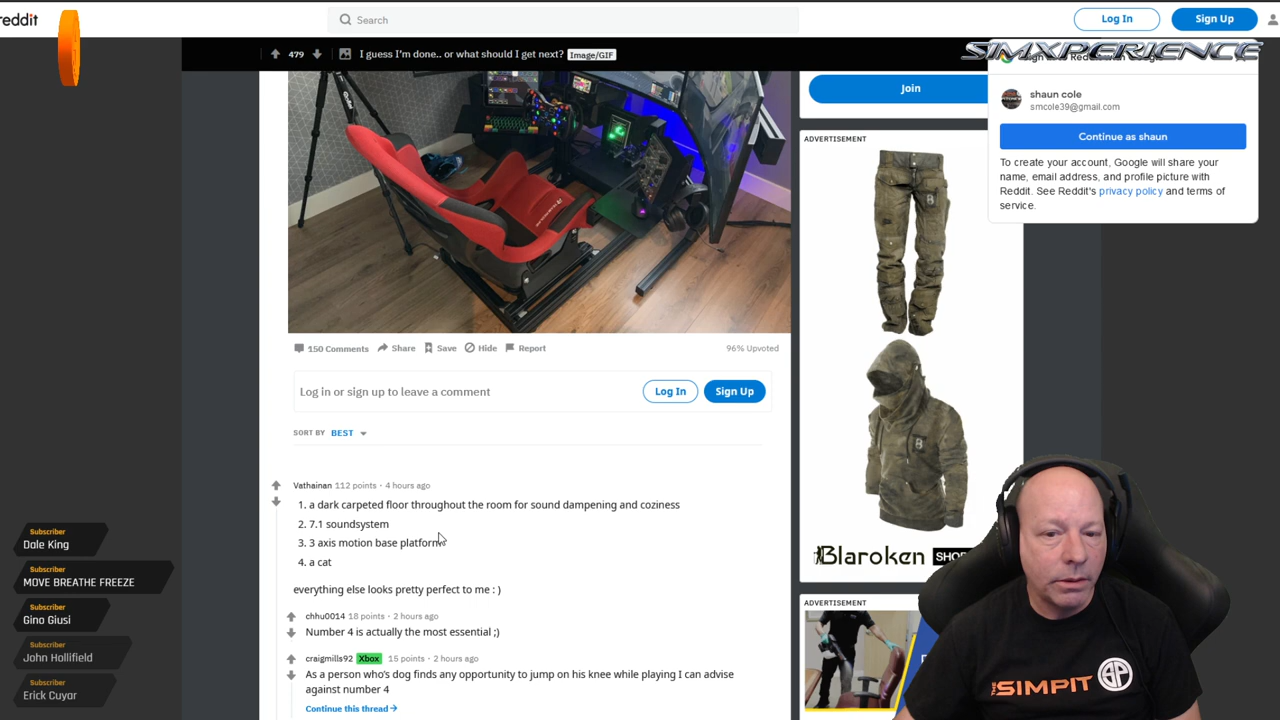 reddit
Search
Log In
Sign Up
479
I guess I'm done.. or what should I get next?
Image/GIF
SIMXPERIENCE
shaun cole
smcole39@gmail.com
Continue as shaun
To create your account, Google will share your
name, email address, and profile picture with
Reddit. See Reddit's privacy policy and terms of
service.
Join
ADVERTISEMENT
150 Comments
Share
Save
Hide
Report
96% Upvoted
Log in or sign up to leave a comment
Log In
Sign Up
SORT BY BEST
Vathainan 112 points · 4 hours ago
1. a dark carpeted floor throughout the room for sound dampening and coziness
2. 7.1 soundsystem
3. 3 axis motion base platform
4. a cat
everything else looks pretty perfect to me : )
chhu0014 18 points · 2 hours ago
Number 4 is actually the most essential ;)
craigmills92 Xbox 15 points · 2 hours ago
As a person who's dog finds any opportunity to jump on his knee while playing I can advise
against number 4
Continue this thread
Blaroken
ADVERTISEMENT
Subscriber
Dale King
Subscriber
MOVE BREATHE FREEZE
Subscriber
Gino Giusi
Subscriber
John Hollifield
Subscriber
Erick Cuyar
THE SIMPIT